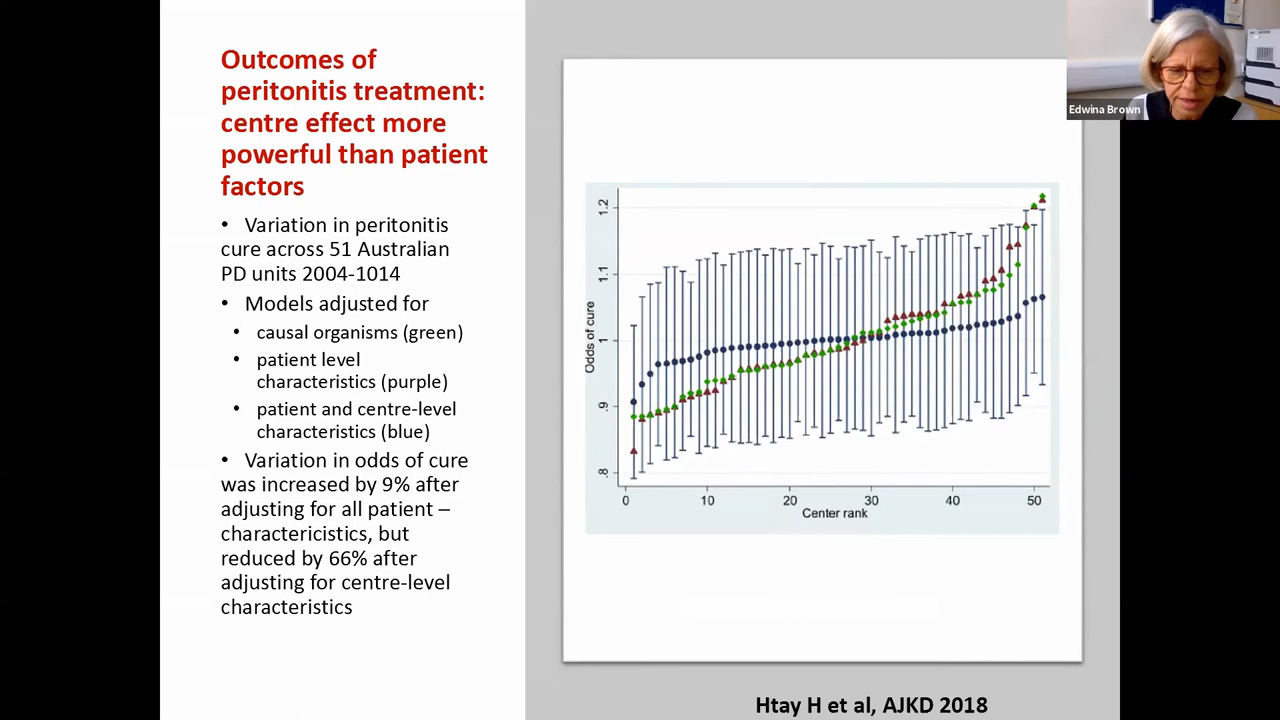 Outcomes of
peritonitis treatment:
centre effect more
powerful than patient
factors
• Variation in peritonitis
cure across 51 Australian
PD units 2004-1014
• Models adjusted for
• causal organisms (green)
• patient level
characteristics (purple)
• patient and centre-level
characteristics (blue)
• Variation in odds of cure
was increased by 9% after
adjusting for all patient –
charactericistics, but
reduced by 66% after
adjusting for centre-level
characteristics
Odds of cure
1.2
1.1
1
.9
.8
0 10 20 30 40 50
Center rank
Htay H et al, AJKD 2018
Edwina Brown